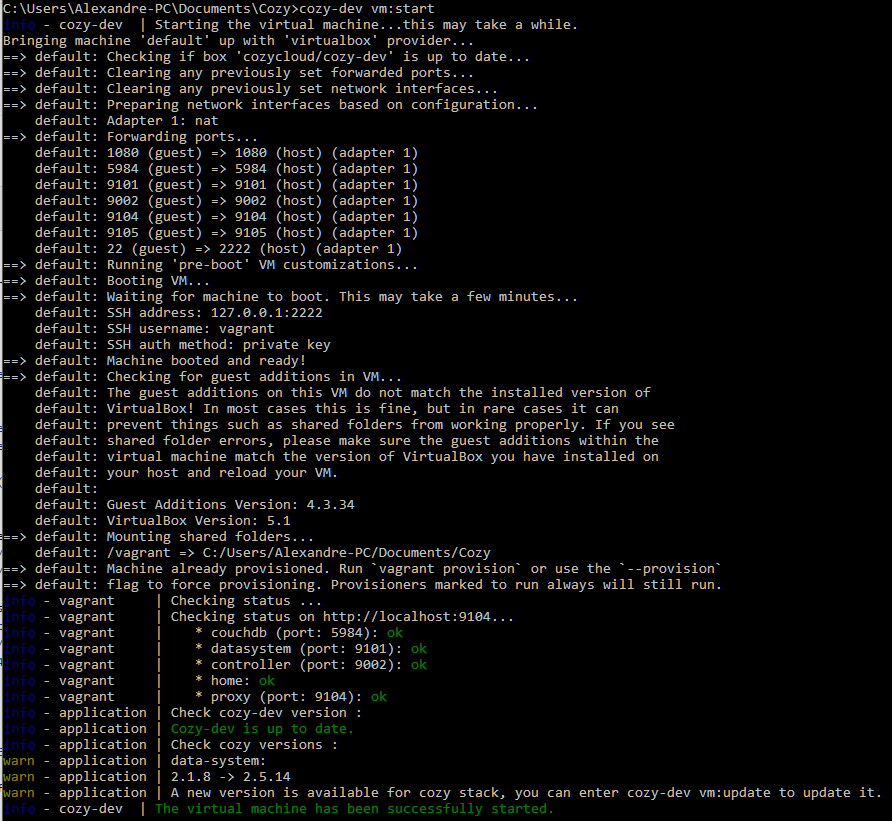 C:\Users\Alexandre-PC\Documents\Cozy>cozy-dev vm:start
info - cozy-dev  | Starting the virtual machine...this may take a while.
Bringing machine 'default' up with 'virtualbox' provider...
==> default: Checking if box 'cozycloud/cozy-dev' is up to date...
==> default: Clearing any previously set forwarded ports...
==> default: Clearing any previously set network interfaces...
==> default: Preparing network interfaces based on configuration...
    default: Adapter 1: nat
==> default: Forwarding ports...
    default: 1080 (guest) => 1080 (host) (adapter 1)
    default: 5984 (guest) => 5984 (host) (adapter 1)
    default: 9101 (guest) => 9101 (host) (adapter 1)
    default: 9002 (guest) => 9002 (host) (adapter 1)
    default: 9104 (guest) => 9104 (host) (adapter 1)
    default: 9105 (guest) => 9105 (host) (adapter 1)
    default: 22 (guest) => 2222 (host) (adapter 1)
==> default: Running 'pre-boot' VM customizations...
==> default: Booting VM...
==> default: Waiting for machine to boot. This may take a few minutes...
    default: SSH address: 127.0.0.1:2222
    default: SSH username: vagrant
    default: SSH auth method: private key
==> default: Machine booted and ready!
==> default: Checking for guest additions in VM...
    default: The guest additions on this VM do not match the installed version of
    default: VirtualBox! In most cases this is fine, but in rare cases it can
    default: prevent things such as shared folders from working properly. If you see
    default: shared folder errors, please make sure the guest additions within the
    default: virtual machine match the version of VirtualBox you have installed on
    default: your host and reload your VM.
    default:
    default: Guest Additions Version: 4.3.34
    default: VirtualBox Version: 5.1
==> default: Mounting shared folders...
    default: /vagrant => C:/Users/Alexandre-PC/Documents/Cozy
==> default: Machine already provisioned. Run `vagrant provision` or use the `--provision`
==> default: flag to force provisioning. Provisioners marked to run always will still run.
info - vagrant     | Checking status ...
info - vagrant     | Checking status on http://localhost:9104...
info - vagrant     |    * couchdb (port: 5984): ok
info - vagrant     |    * datasystem (port: 9101): ok
info - vagrant     |    * controller (port: 9002): ok
info - vagrant     |    * home: ok
info - vagrant     |    * proxy (port: 9104): ok
info - application | Check cozy-dev version :
info - application | Cozy-dev is up to date.
info - application | Check cozy versions :
warn - application | data-system:
warn - application | 2.1.8 -> 2.5.14
warn - application | A new version is available for cozy stack, you can enter cozy-dev vm:update to update it.
info - cozy-dev  | The virtual machine has been successfully started.